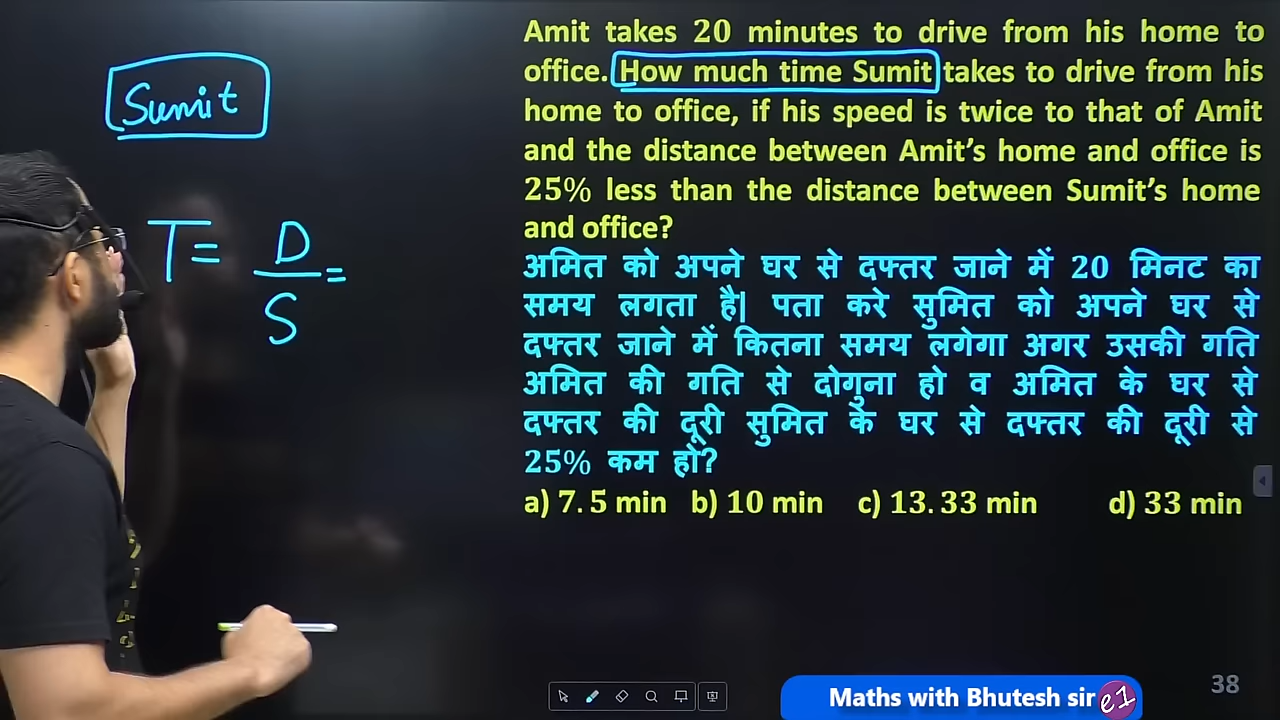 Sumit
T = D/S =
Amit takes 20 minutes to drive from his home to
office. How much time Sumit takes to drive from his
home to office, if his speed is twice to that of Amit
and the distance between Amit’s home and office is
25% less than the distance between Sumit’s home
and office?
अमित को अपने घर से दफ्तर जाने में 20 मिनट का
समय लगता है| पता करे सुमित को अपने घर से
दफ्तर जाने में कितना समय लगेगा अगर उसकी गति
अमित की गति से दोगुना हो व अमित के घर से
दफ्तर की दूरी सुमित के घर से दफ्तर की दूरी से
25% कम हो?
a) 7.5 min b) 10 min c) 13.33 min d) 33 min
38
Maths with Bhutesh sir e1